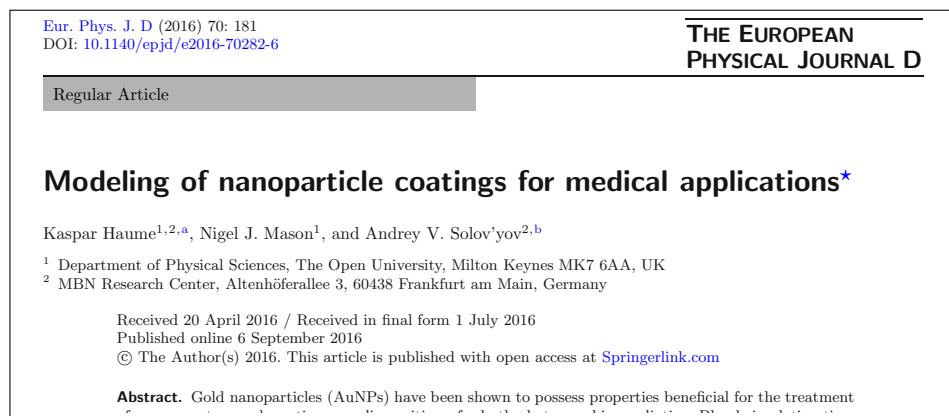 Eur. Phys. J. D (2016) 70: 181
DOI: 10.1140/epjd/e2016-70282-6
THE EUROPEAN
PHYSICAL JOURNAL D
Regular Article
Modeling of nanoparticle coatings for medical applications⋆
Kaspar Haume1,2,a, Nigel J. Mason1, and Andrey V. Solov'yov2,b
1 Department of Physical Sciences, The Open University, Milton Keynes MK7 6AA, UK
2 MBN Research Center, Altenhöferallee 3, 60438 Frankfurt am Main, Germany
Received 20 April 2016 / Received in final form 1 July 2016
Published online 6 September 2016
© The Author(s) 2016. This article is published with open access at Springerlink.com
Abstract. Gold nanoparticles (AuNPs) have been shown to possess properties beneficial for the treatment